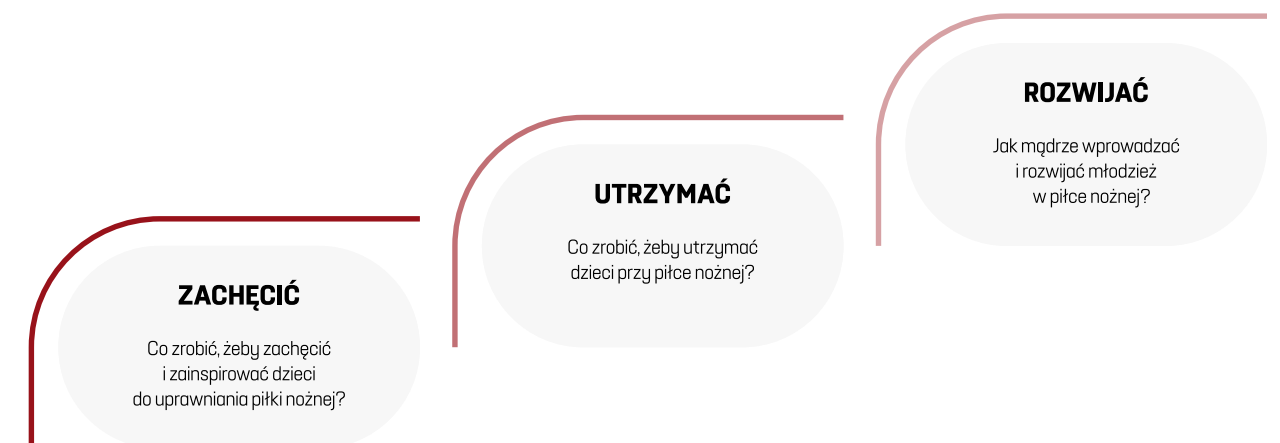 ZACHĘCIĆ
Co zrobić, żeby zachęcić
i zainspirować dzieci
do uprawniania piłki nożnej?
UTRZYMAĆ
Co zrobić, żeby utrzymać
dzieci przy piłce nożnej?
ROZWIJAĆ
Jak mądrze wprowadzać
i rozwijać młodzież
w piłce nożnej?